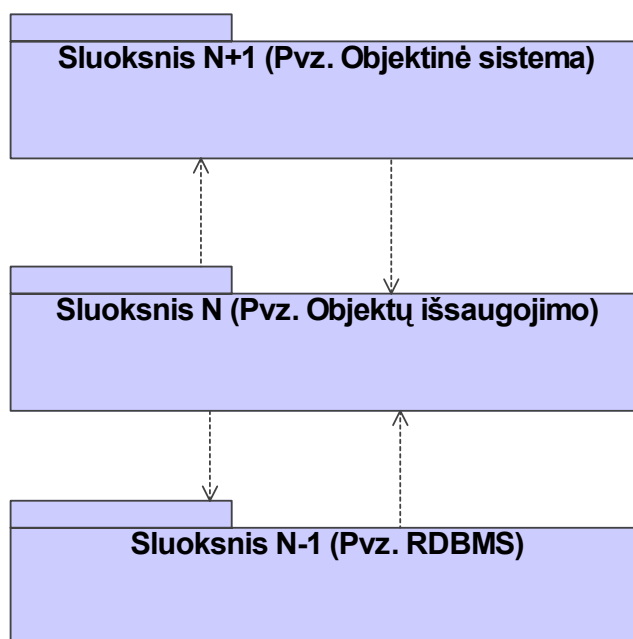 Sluoksnis N+1 (Pvz. Objektinė sistema)
Sluoksnis N (Pvz. Objektų išsaugojimo)
Sluoksnis N-1 (Pvz. RDBMS)